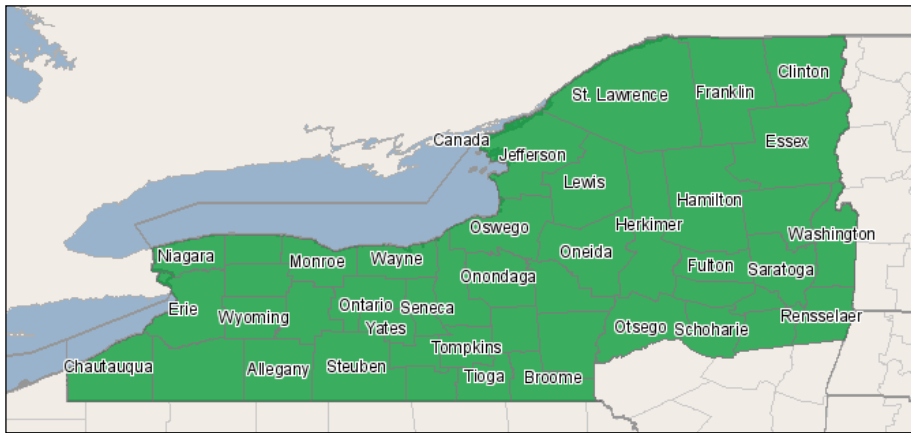 Clinton
Franklin
St. Lawrence
Canada
Essex
Jefferson
Lewis
Hamilton
Oswego
Herkimer
Washington
Niagara
Monroe
Wayne
Oneida
Onondaga
Fulton
Saratoga
Erie
Wyoming
Ontario
Seneca
Yates
Otsego
Schoharie
Rensselaer
Tompkins
Chautauqua
Allegany
Steuben
Tioga
Broome